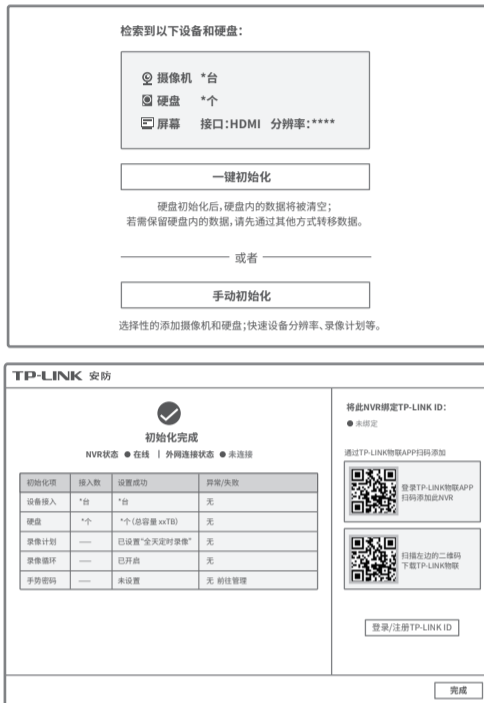 检索到以下设备和硬盘：
摄像机 *台
硬盘 *个
屏幕 接口：HDMI 分辨率：****
一键初始化
硬盘初始化后，硬盘内的数据将被清空；
若需保留硬盘内的数据，请先通过其他方式转移数据。
或者
手动初始化
选择性的添加摄像机和硬盘；快速设备分辨率、录像计划等。
TP-LINK 安防
初始化完成
NVR状态 ● 在线 | 外网连接状态 ● 未连接
初始化项 接入数 设置成功 异常/失败
设备接入 *台 *台 无
硬盘 *个 *个（总容量 xxTB） 无
录像计划 —— 已设置“全天定时录像” 无
录像循环 —— 已开启 无
手势密码 —— 未设置 无 前往管理
将此NVR绑定TP-LINK ID：
● 未绑定
通过TP-LINK物联APP扫码添加
登录TP-LINK物联APP
扫码添加此NVR
扫描左边的二维码
下载TP-LINK物联
登录/注册TP-LINK ID
完成